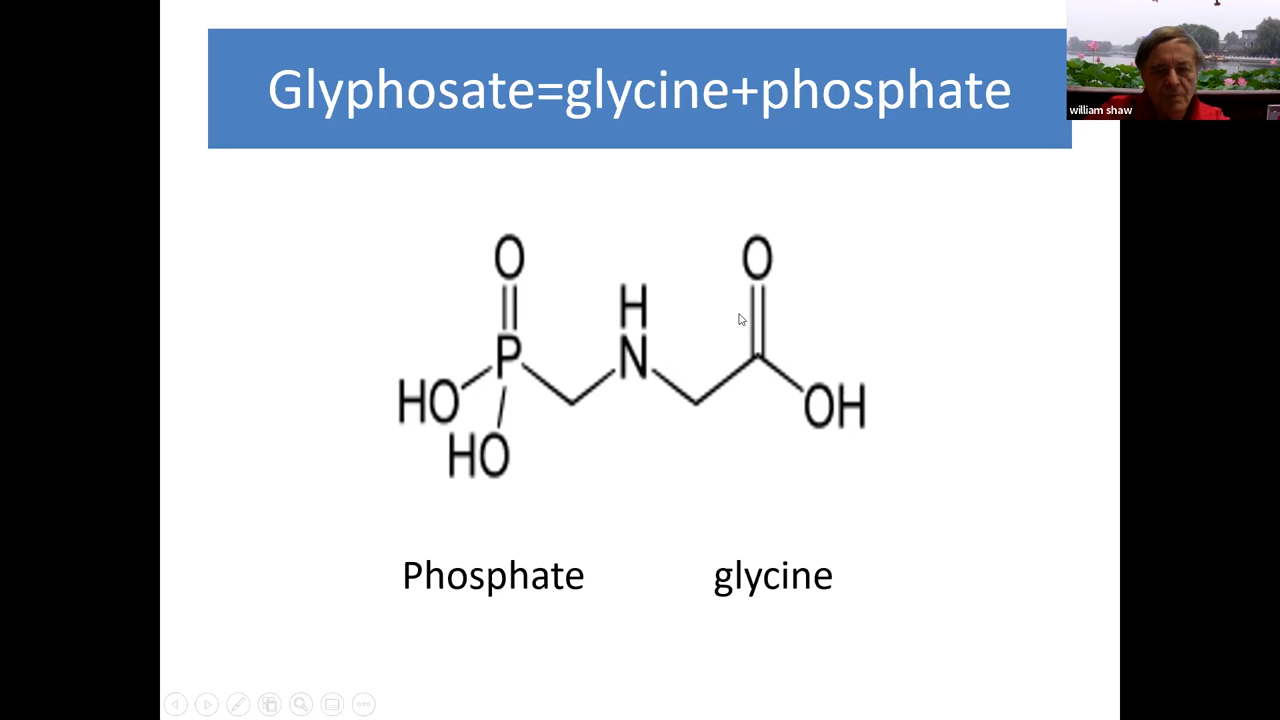 Glyphosate=glycine+phosphate
william shaw
O
O
H
P
N
HO
OH
HO
Phosphate
glycine